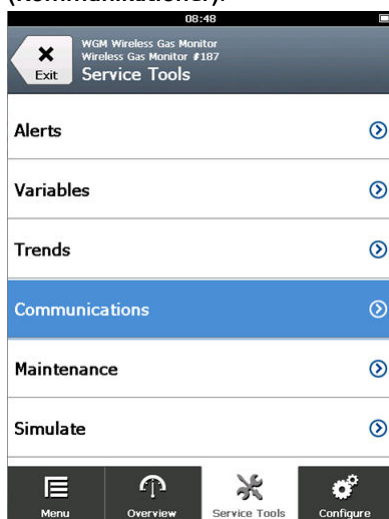 (Kommunikationer).
08:48
WGM Wireless Gas Monitor
Wireless Gas Monitor #187
Exit
Service Tools
Alerts
Variables
Trends
Communications
Maintenance
Simulate
Menu
Overview
Service Tools
Configure